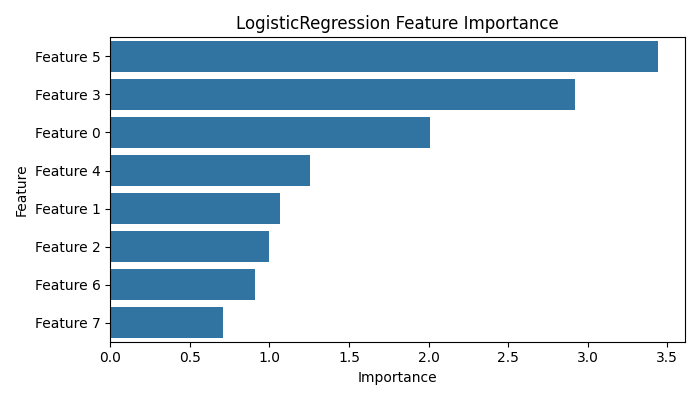 LogisticRegression Feature Importance
Feature 5
Feature 3
Feature 0
Feature 4
Feature 1
Feature 2
Feature 6
Feature 7
Feature
0.0 0.5 1.0 1.5 2.0 2.5 3.0 3.5
Importance